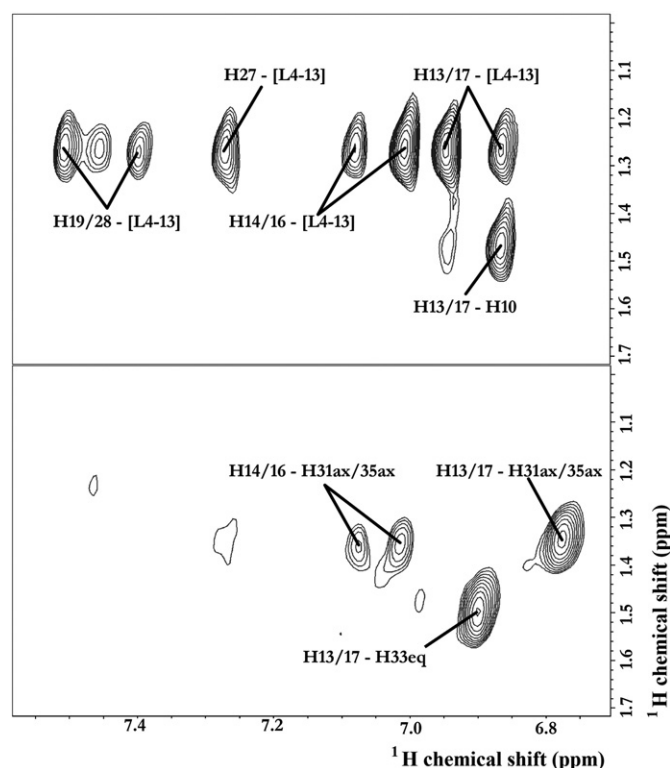 H27 - [L4-13]
H13/17 - [L4-13]
H19/28 - [L4-13]
H14/16 - [L4-13]
H13/17 - H10
1.1
1.2
1.3
1.4
1.5
1.6
1.7
H14/16 - H31ax/35ax
H13/17 - H31ax/35ax
H13/17 - H33eq
1.1
1.2
1.3
1.4
1.5
1.6
1.7
¹H chemical shift (ppm)
7.4
7.2
7.0
6.8
¹H chemical shift (ppm)